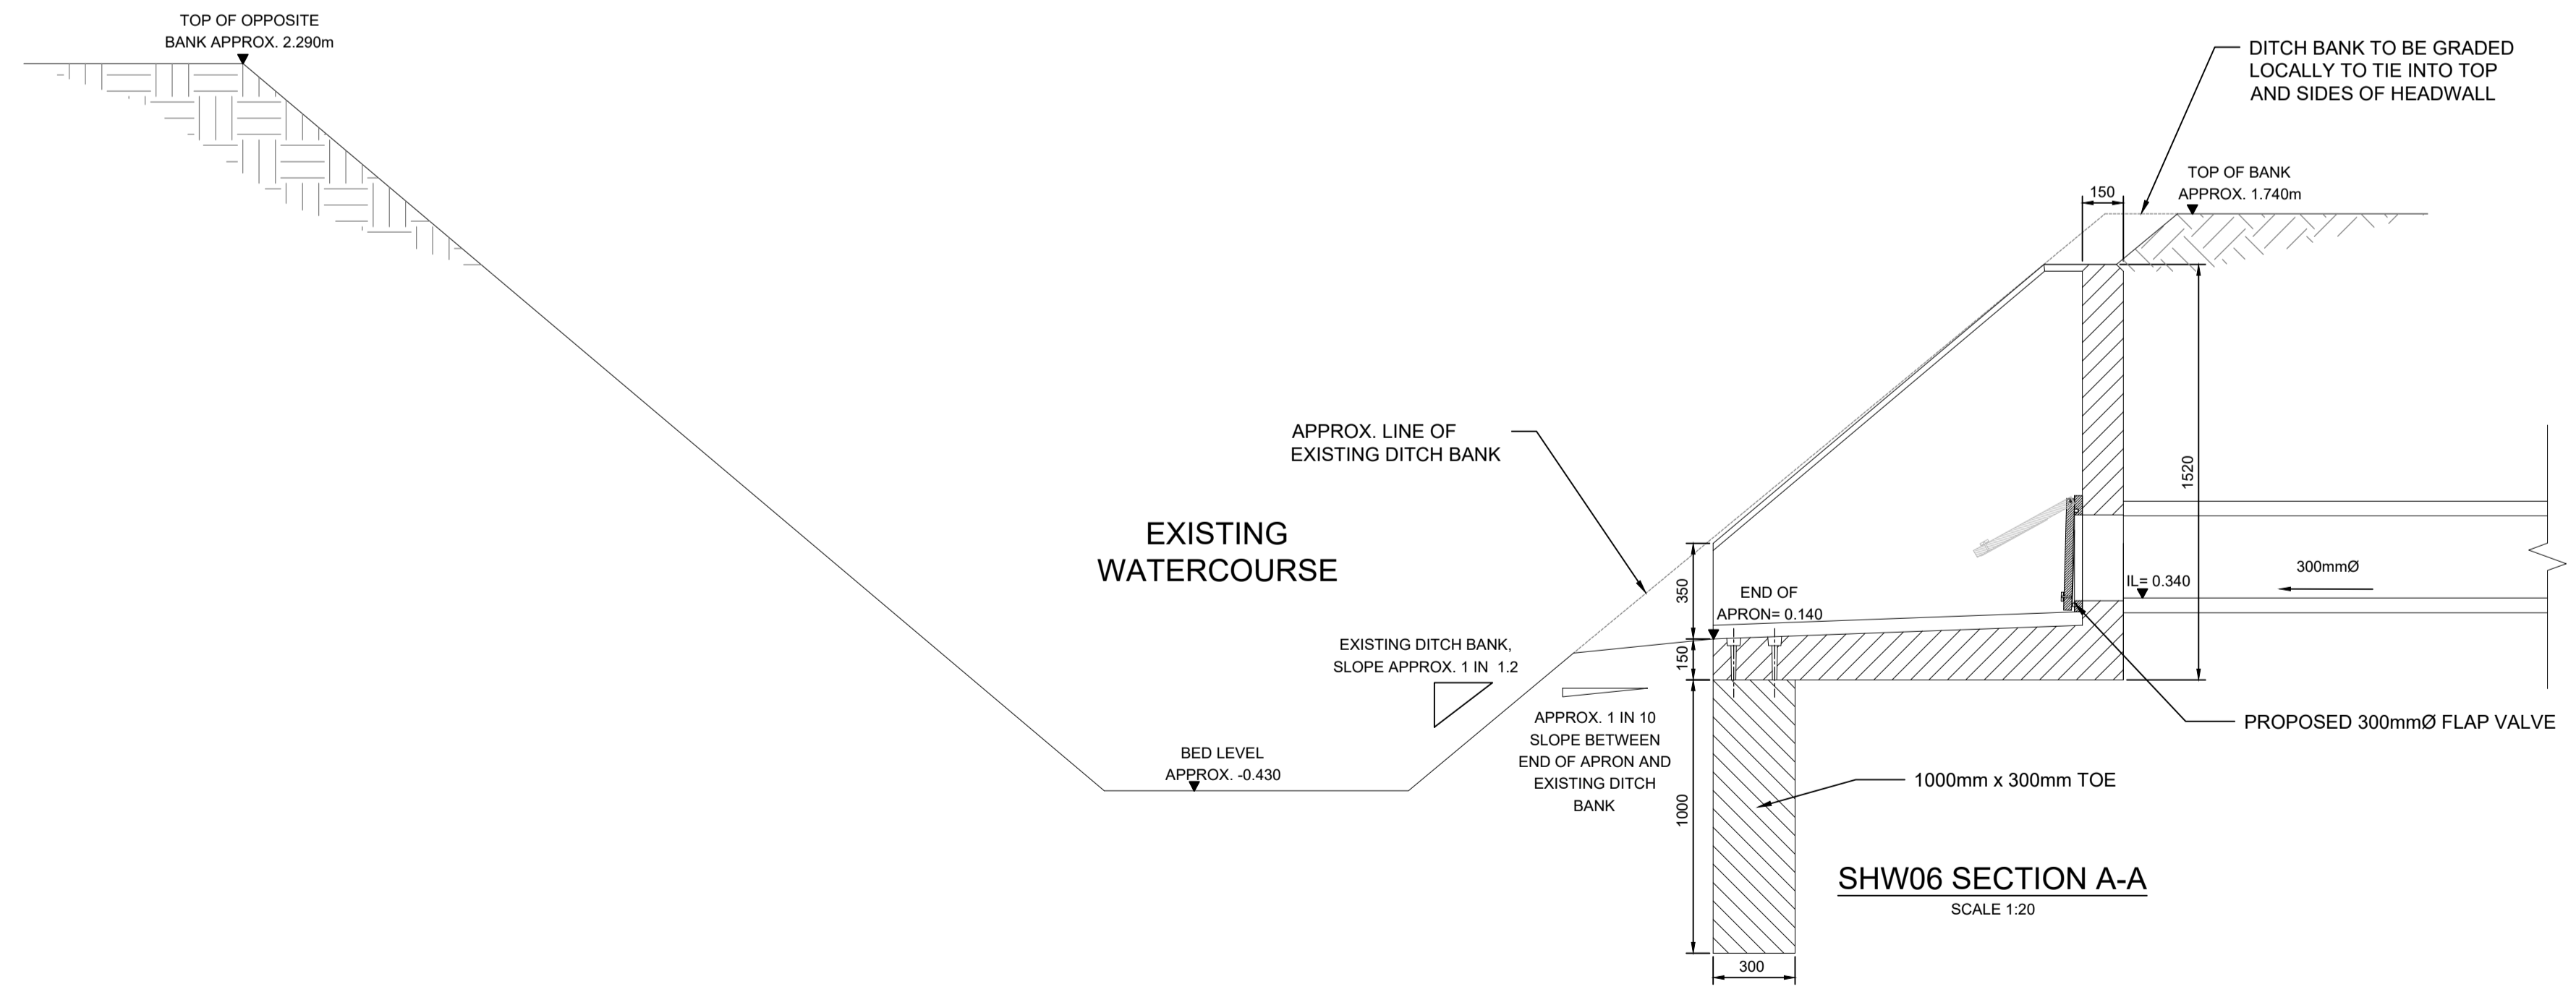 TOP OF OPPOSITE
BANK APPROX. 2.290m
DITCH BANK TO BE GRADED
LOCALLY TO TIE INTO TOP
AND SIDES OF HEADWALL
TOP OF BANK
APPROX. 1.740m
150
APPROX. LINE OF
EXISTING DITCH BANK
1520
EXISTING
WATERCOURSE
300mmØ
IL= 0.340
350
END OF
APRON= 0.140
EXISTING DITCH BANK,
SLOPE APPROX. 1 IN 1.2
150
APPROX. 1 IN 10
SLOPE BETWEEN
END OF APRON AND
EXISTING DITCH
BANK
PROPOSED 300mmØ FLAP VALVE
BED LEVEL
APPROX. -0.430
1000mm x 300mm TOE
1000
SHW06 SECTION A-A
SCALE 1:20
300